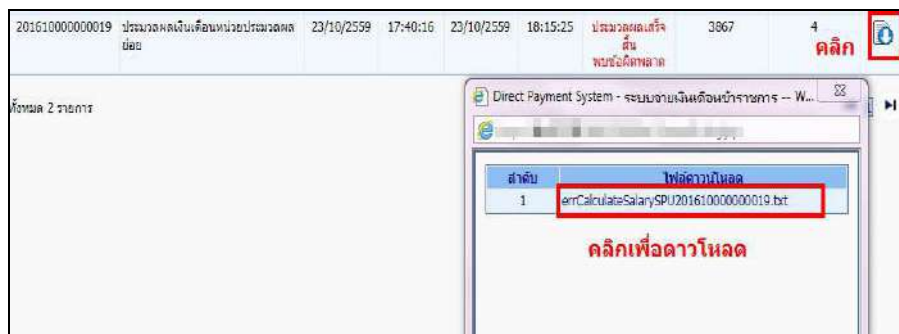 201610000000019 ประมวลผลเงินเดือนหน่วยประมวลผล 23/10/2559 17:40:16 23/10/2559 18:15:25 ประมวลผลเสร็จ 3867 4
ย่อย สิ้น คลิก
พบข้อผิดพลาด
ทั้งหมด 2 รายการ
Direct Payment System - ระบบจ่ายเงินเดือนข้าราชการ -- W...
ลำดับ ไฟล์ดาวน์โหลด
1 errCalculateSalarySPU201610000000019.txt
คลิกเพื่อดาวโหลด